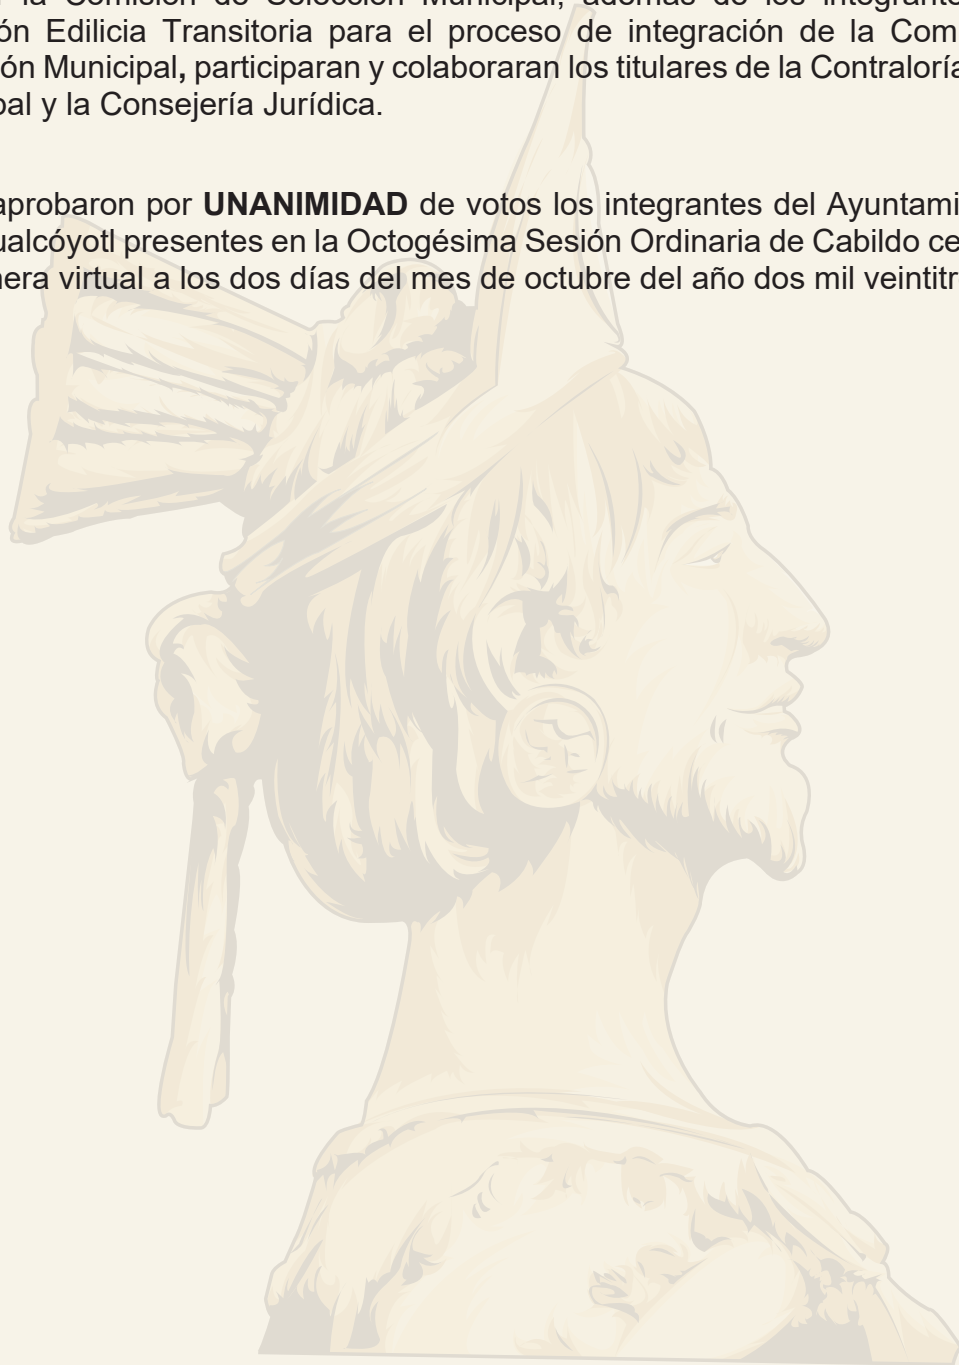 la Comisión de Selección Municipal, además de los
ón Edilicia Transitoria para el proceso de integración de la Com
ón Municipal, participaran y colaboraran los titulares de la Contraloría
pal y la Consejería Jurídica.
aprobaron por UNANIMIDAD de votos los integrantes del Ayuntami
ualcóyotl presentes en la Octogésima Sesión Ordinaria de Cabildo ce
nera virtual a los dos días del mes de octubre del año dos mil veintitr